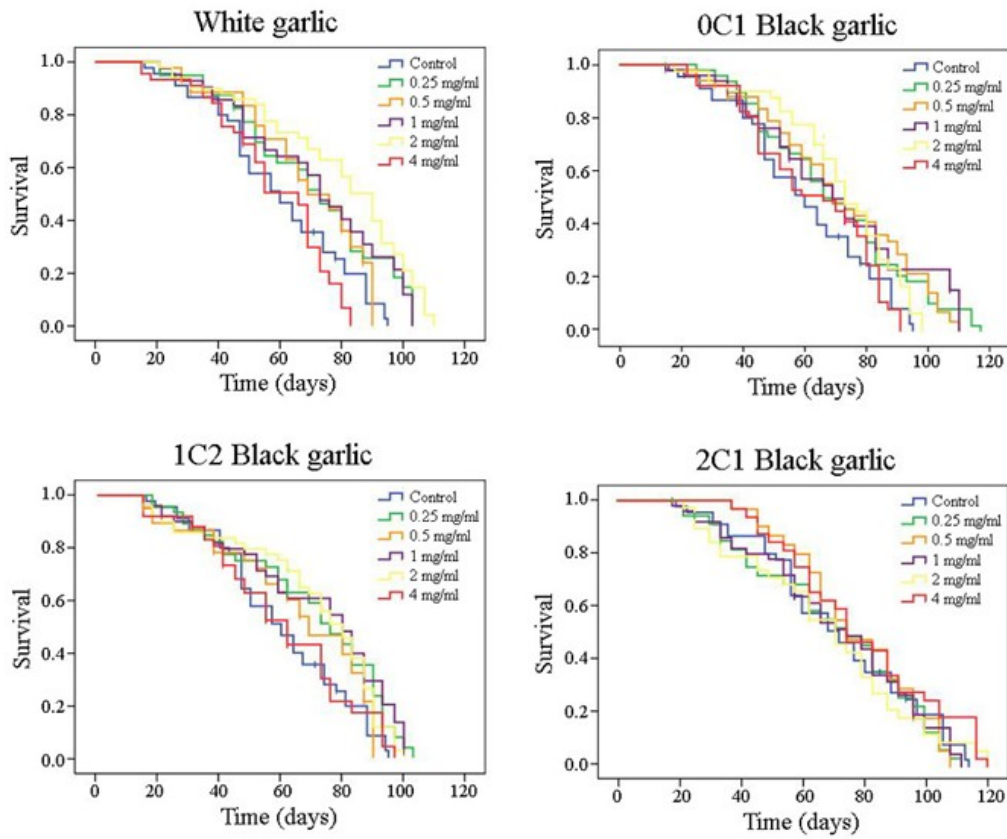 White garlic
1.0
0.8
0.6
0.4
0.2
0.0
Survival
Control
0.25 mg/ml
0.5 mg/ml
1 mg/ml
2 mg/ml
4 mg/ml
0 20 40 60 80 100 120
Time (days)
0C1 Black garlic
1.0
0.8
0.6
0.4
0.2
0.0
Survival
Control
0.25 mg/ml
0.5 mg/ml
1 mg/ml
2 mg/ml
4 mg/ml
0 20 40 60 80 100 120
Time (days)
1C2 Black garlic
1.0
0.8
0.6
0.4
0.2
0.0
Survival
Control
0.25 mg/ml
0.5 mg/ml
1 mg/ml
2 mg/ml
4 mg/ml
0 20 40 60 80 100 120
Time (days)
2C1 Black garlic
1.0
0.8
0.6
0.4
0.2
0.0
Survival
Control
0.25 mg/ml
0.5 mg/ml
1 mg/ml
2 mg/ml
4 mg/ml
0 20 40 60 80 100 120
Time (days)